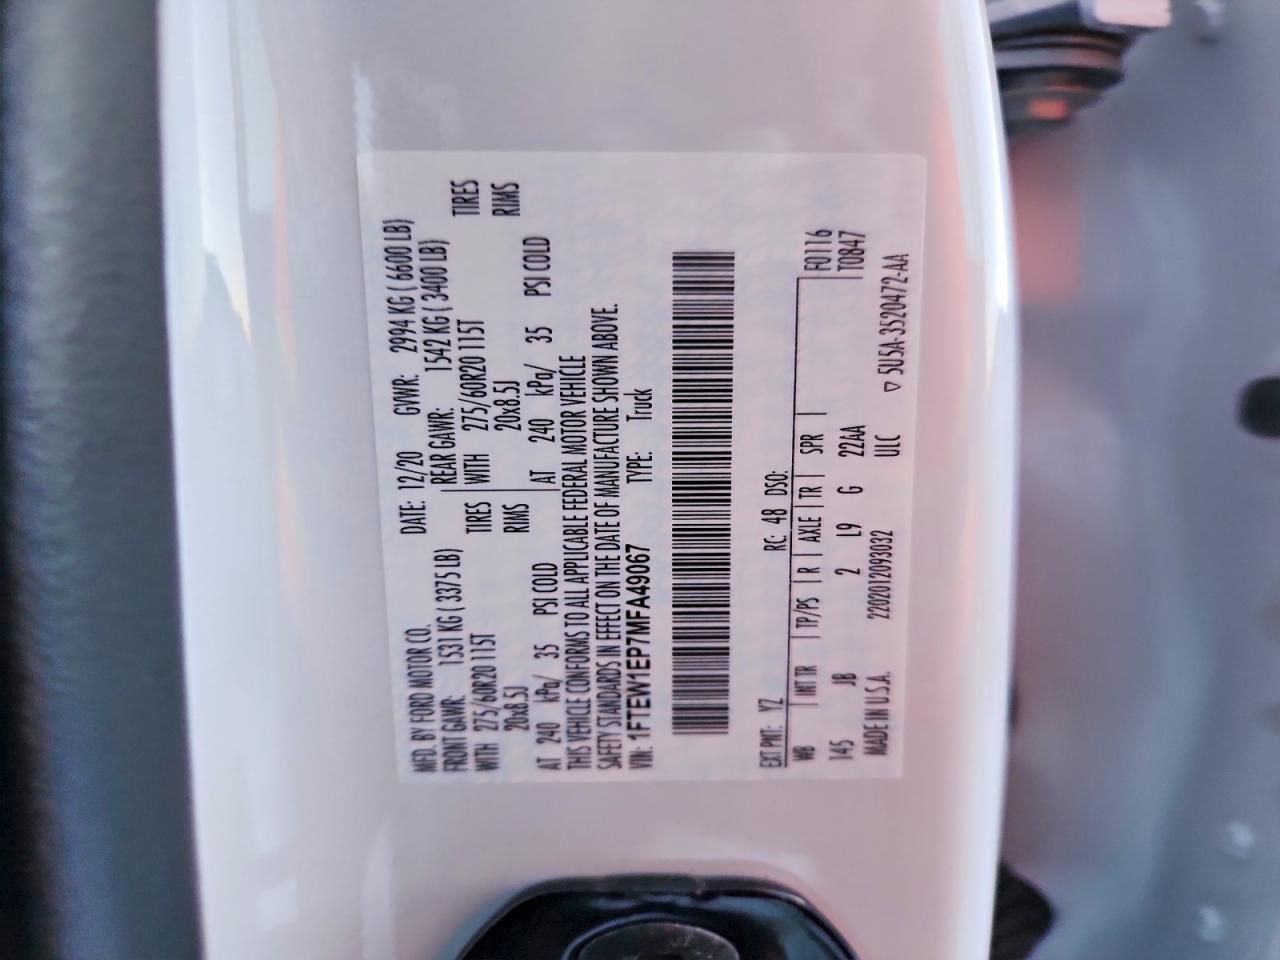 MFD. BY FORD MOTOR CO. DATE: 12/20 GVWR: 2994 KG ( 6600 LB)
FRONT GAWR: 1531 KG ( 3375 LB) REAR GAWR: 1542 KG ( 3400 LB)
WITH 275/60R20 115T TIRES WITH 275/60R20 115T TIRES
20x8.5J RIMS 20x8.5J RIMS
AT 240 kPa/ 35 PSI COLD AT 240 kPa/ 35 PSI COLD
THIS VEHICLE CONFORMS TO ALL APPLICABLE FEDERAL MOTOR VEHICLE
SAFETY STANDARDS IN EFFECT ON THE DATE OF MANUFACTURE SHOWN ABOVE.
VIN: 1FTEW1EP7MFA49067 TYPE: Truck
EXT PNT: YZ RC: 48 DSO:
WB INT TR TP/PS R AXLE TR SPR F0116
145 JB 2 L9 G 22AA T0847
MADE IN U.S.A. 2202012093032 ULC ▽ 5U5A-3520472-AA